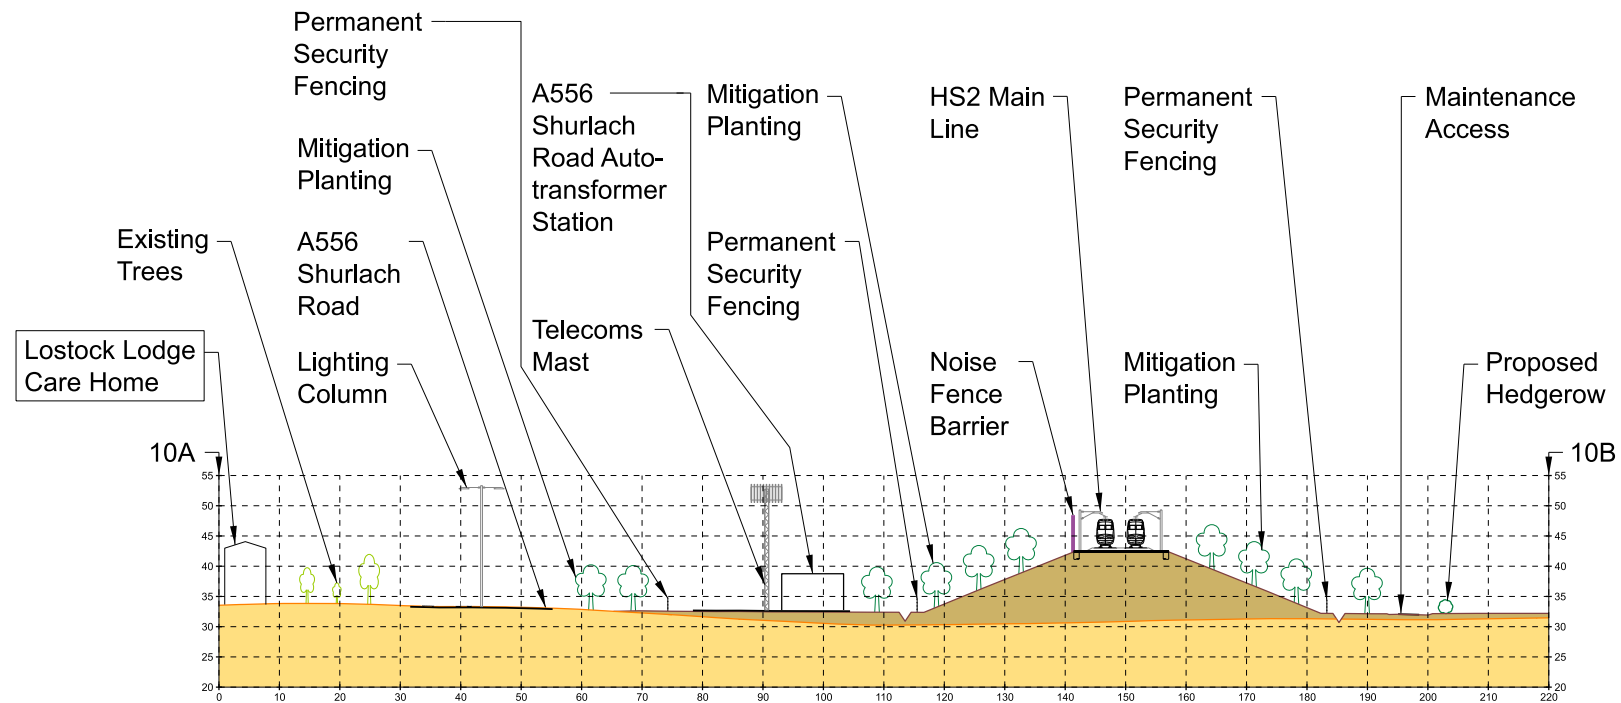 Permanent
Security
Fencing
A556
Shurlach
Road Auto-
transformer
Station
Mitigation
Planting
HS2 Main
Line
Permanent
Security
Fencing
Maintenance
Access
Mitigation
Planting
Existing
Trees
A556
Shurlach
Road
Permanent
Security
Fencing
Lostock Lodge
Care Home
Lighting
Column
Telecoms
Mast
Noise
Fence
Barrier
Mitigation
Planting
Proposed
Hedgerow
10A
10B
55
50
45
40
35
30
25
20
55
50
45
40
35
30
25
20
0 10 20 30 40 50 60 70 80 90 100 110 120 130 140 150 160 170 180 190 200 210 220